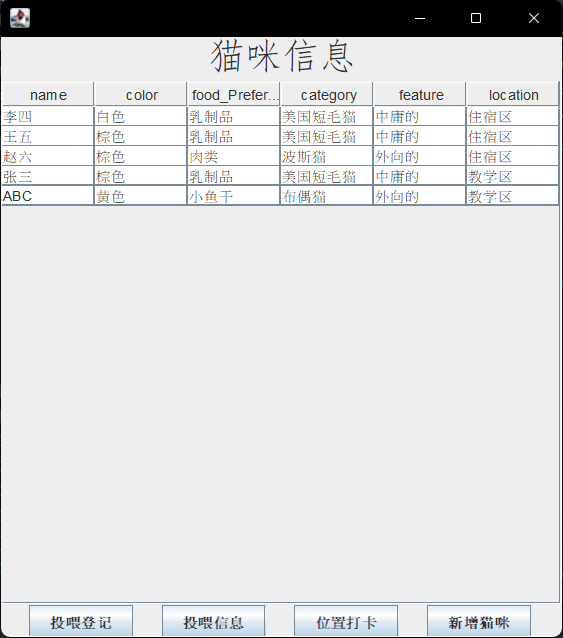 猫咪信息
name color food_Prefer... category feature location
李四 白色 乳制品 美国短毛猫 中庸的 住宿区
王五 棕色 乳制品 美国短毛猫 中庸的 住宿区
赵六 棕色 肉类 波斯猫 外向的 住宿区
张三 棕色 乳制品 美国短毛猫 中庸的 教学区
ABC 黄色 小鱼干 布偶猫 外向的 教学区
投喂登记 投喂信息 位置打卡 新增猫咪